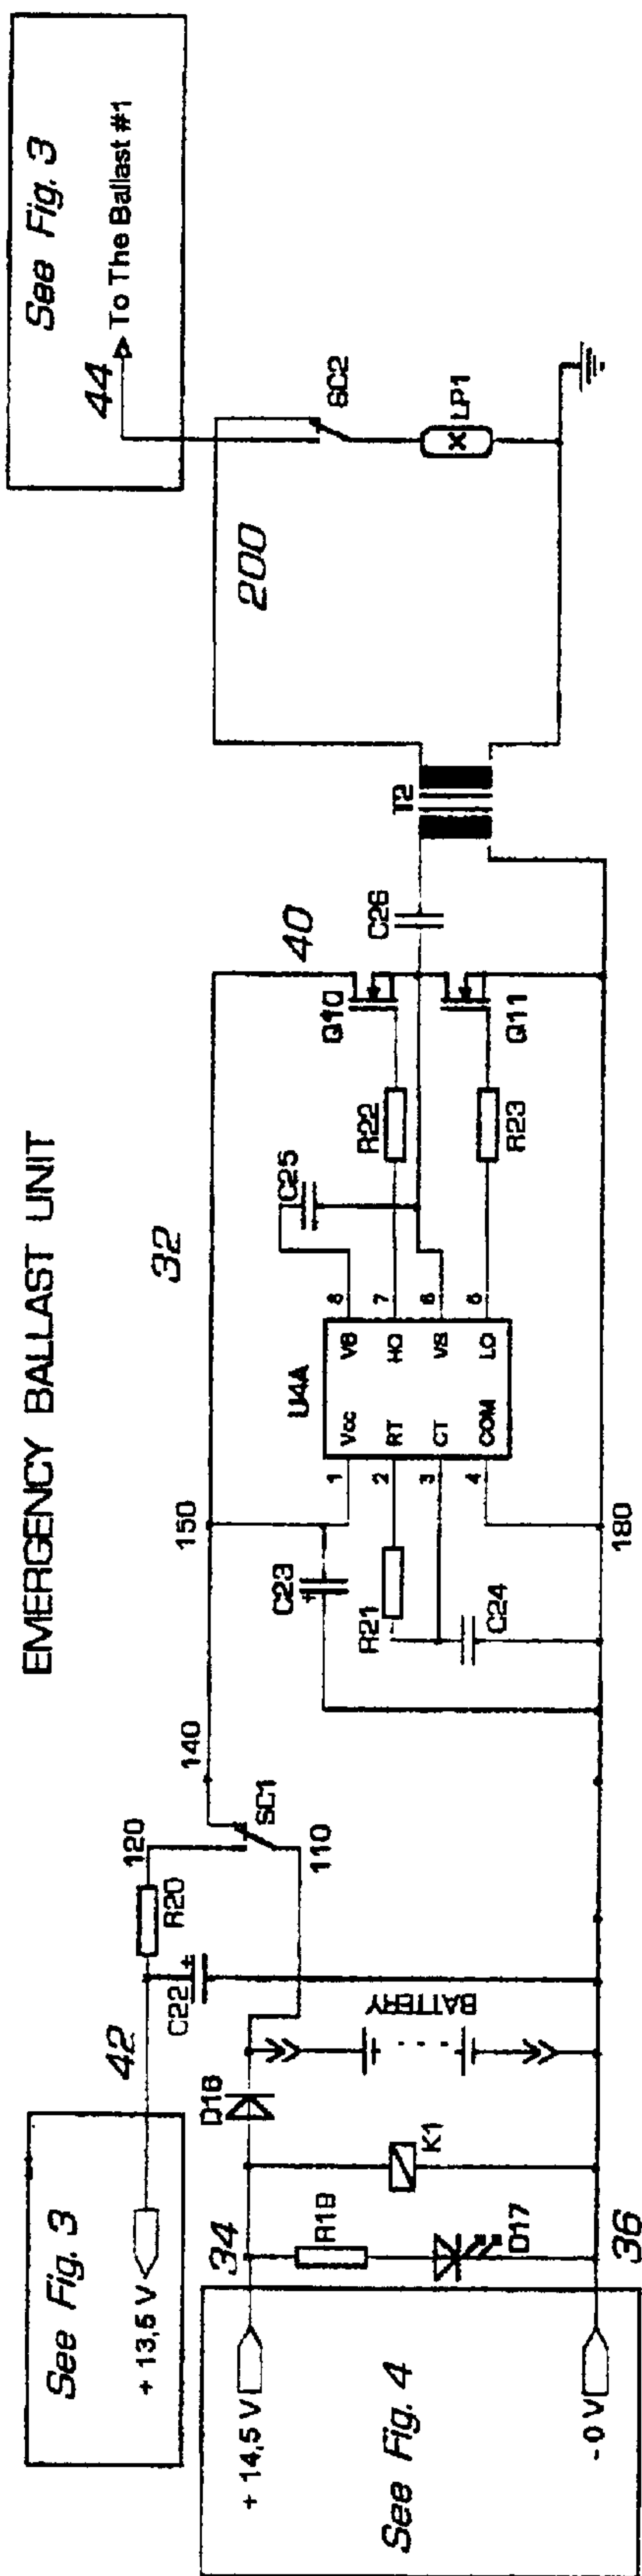 EMERGENCY BALLAST UNIT
See Fig. 3
+ 13,5 V
42
C22
+
R20
120
SC1
110
140
See Fig. 4
+ 14,5 V
- 0 V
34
36
R19
D17
K1
D16
BATTERY
150
32
C23
+
R21
C24
180
U4A
1
2
3
4
Vcc
RT
CT
COM
VB
HO
VS
LO
8
7
6
5
C25
R22
R23
Q10
Q11
40
C26
T2
200
See Fig. 3
44
To The Ballast #1
SC2
LP1